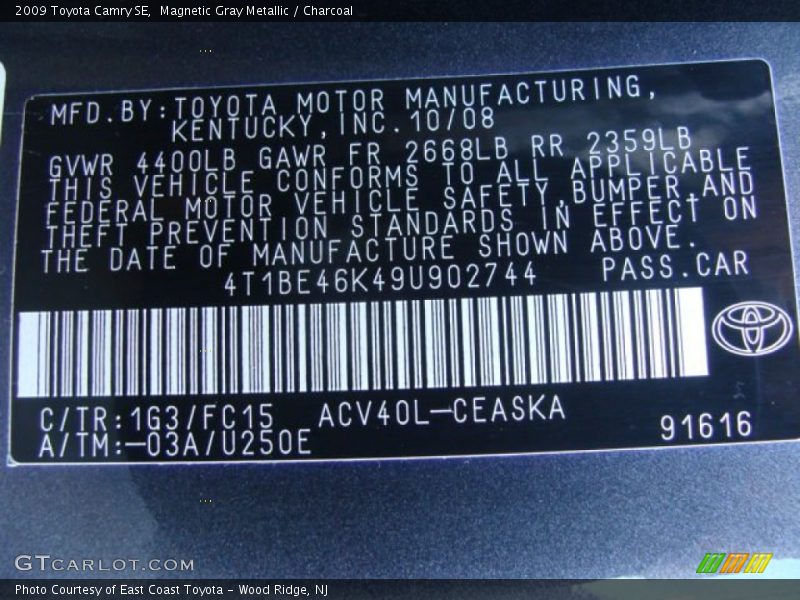 2009 Toyota Camry SE,  Magnetic Gray Metallic / Charcoal
MFD.BY:TOYOTA MOTOR MANUFACTURING,
KENTUCKY,INC.10/08
GVWR 4400LB GAWR FR 2668LB RR 2359LB
THIS VEHICLE CONFORMS TO ALL APPLICABLE
FEDERAL MOTOR VEHICLE SAFETY,BUMPER,AND
THEFT PREVENTION STANDARDS IN EFFECT ON
THE DATE OF MANUFACTURE SHOWN ABOVE.
4T1BE46K49U902744 PASS.CAR
C/TR:1G3/FC15 ACV40L-CEASKA
A/TM:-03A/U250E 91616
GTCARLOT.COM
Photo Courtesy of East Coast Toyota - Wood Ridge, NJ